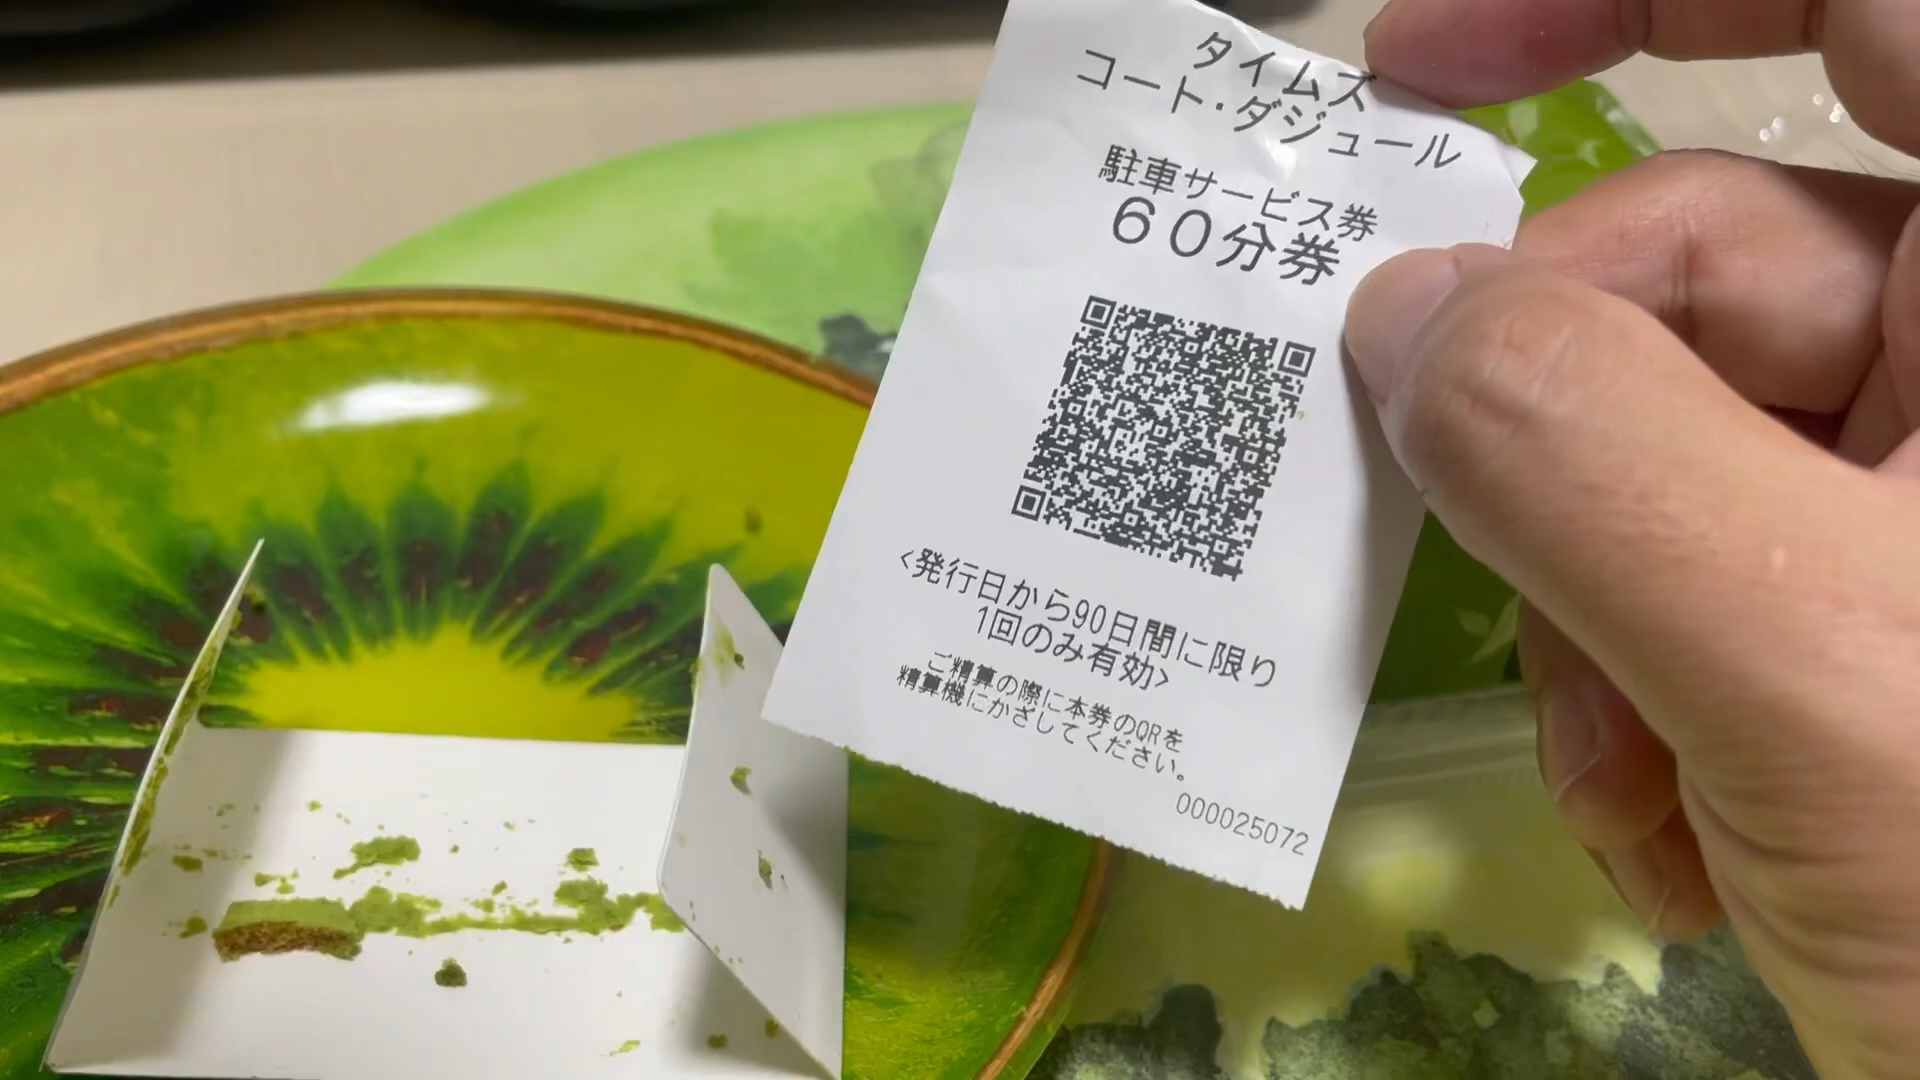 タイムズ
コート・ダジュール
駐車サービス券
60分券
<発行日から90日間に限り
1回のみ有効>
ご精算の際に本券のQRを
精算機にかざしてください。
000025072